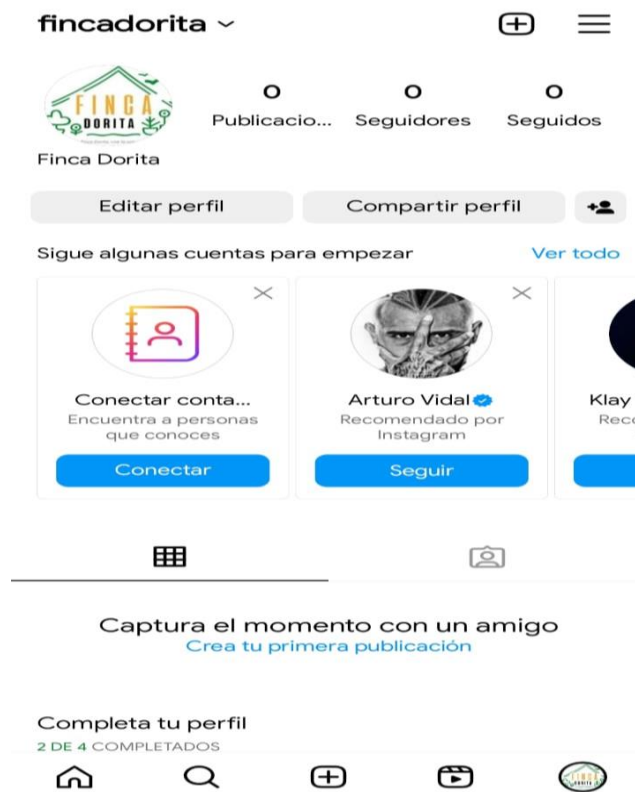 fincadorita
FINCA
DORITA
0 0 0
Publicacio... Seguidores Seguidos
Finca Dorita
Editar perfil Compartir perfil
Sigue algunas cuentas para empezar Ver todo
Conectar conta...
Encuentra a personas
que conoces
Conectar
Arturo Vidal
Recomendado por
Instagram
Seguir
Klay
Captura el momento con un amigo
Crea tu primera publicación
Completa tu perfil
2 DE 4 COMPLETADOS